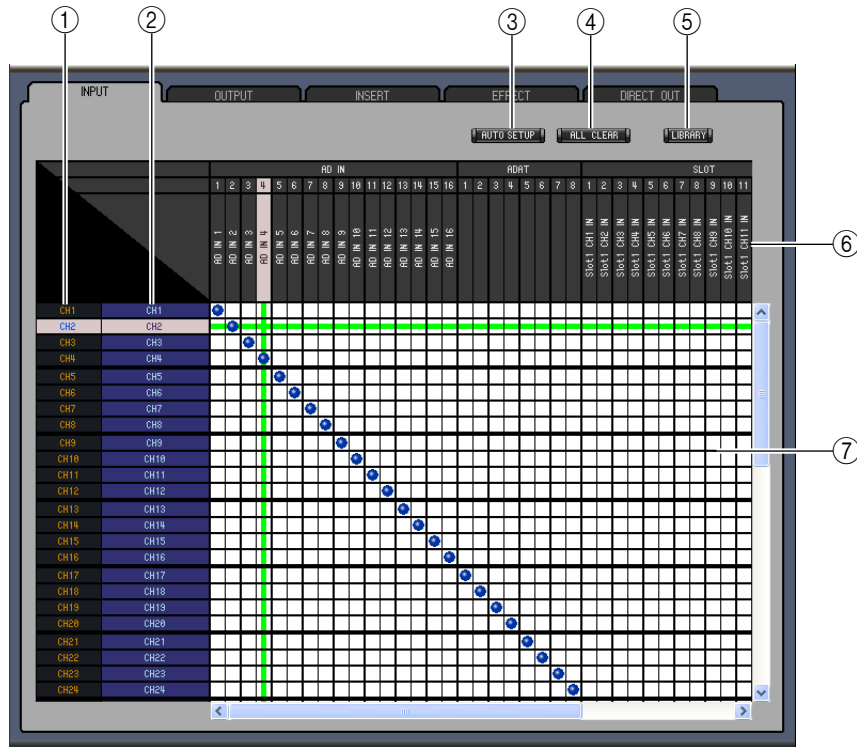 ① ② ③ ④ ⑤
INPUT OUTPUT INSERT EFFECT DIRECT OUT
AUTO SETUP ALL CLEAR LIBRARY
AD IN ADAT SLOT
1 2 3 4 5 6 7 8 9 10 11 12 13 14 15 16 1 2 3 4 5 6 7 8 1 2 3 4 5 6 7 8 9 10 11
AD IN 1 AD IN 2 AD IN 3 AD IN 4 AD IN 5 AD IN 6 AD IN 7 AD IN 8 AD IN 9 AD IN 10 AD IN 11 AD IN 12 AD IN 13 AD IN 14 AD IN 15 AD IN 16 Slot1 CH1 IN Slot1 CH2 IN Slot1 CH3 IN Slot1 CH4 IN Slot1 CH5 IN Slot1 CH6 IN Slot1 CH7 IN Slot1 CH8 IN Slot1 CH9 IN Slot1 CH10 IN Slot1 CH11 IN
⑥
CH1 CH1
CH2 CH2
CH3 CH3
CH4 CH4
CH5 CH5
CH6 CH6
CH7 CH7
CH8 CH8
CH9 CH9
⑦
CH10 CH10
CH11 CH11
CH12 CH12
CH13 CH13
CH14 CH14
CH15 CH15
CH16 CH16
CH17 CH17
CH18 CH18
CH19 CH19
CH20 CH20
CH21 CH21
CH22 CH22
CH23 CH23
CH24 CH24